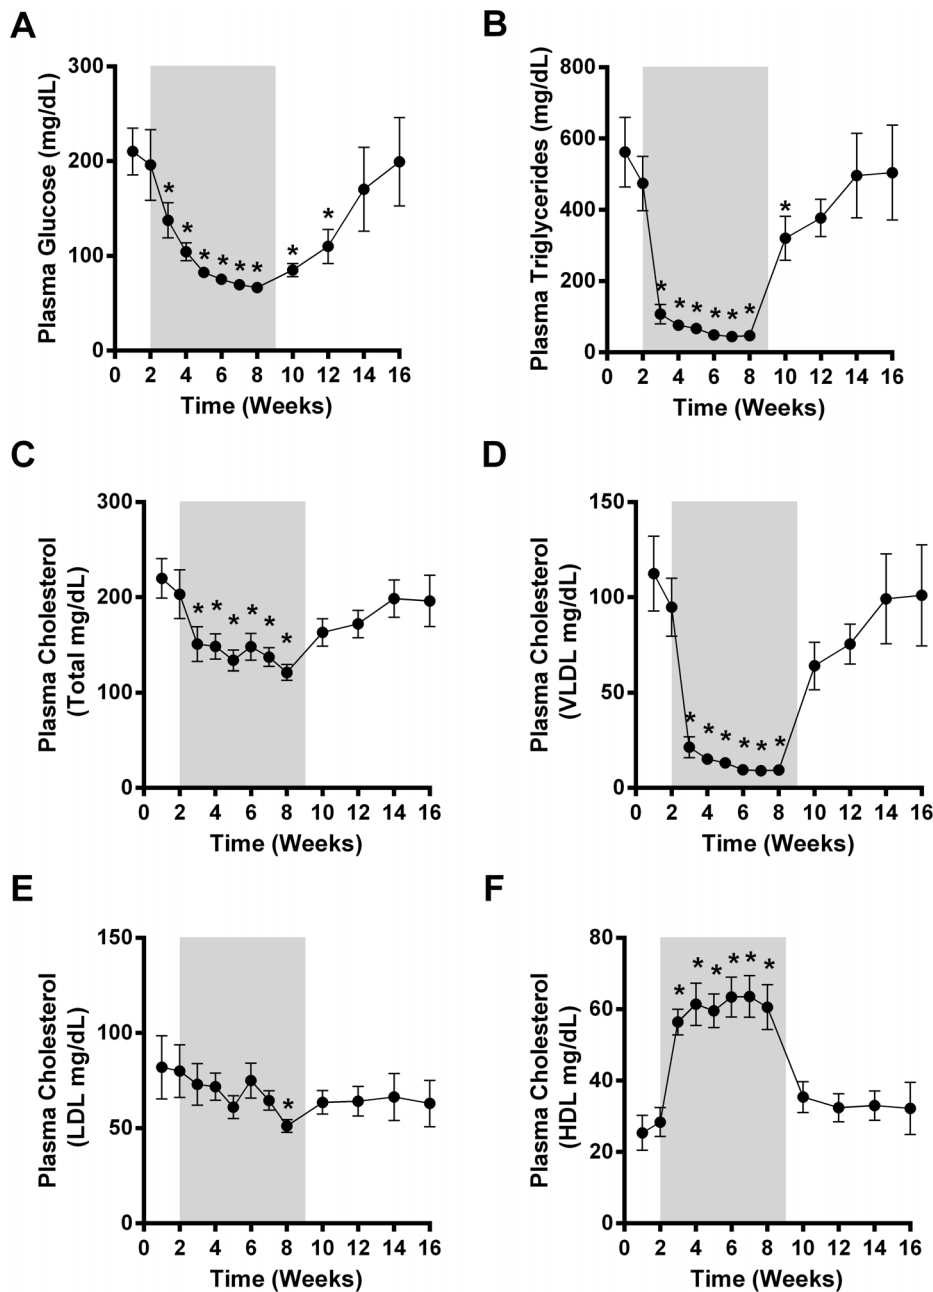 A
Plasma Glucose (mg/dL)
300
200
100
0
* * * * * * * *
0 2 4 6 8 10 12 14 16
Time (Weeks)
B
Plasma Triglycerides (mg/dL)
800
600
400
200
0
* * * * * * *
0 2 4 6 8 10 12 14 16
Time (Weeks)
C
Plasma Cholesterol
(Total mg/dL)
300
200
100
0
* * * * * *
0 2 4 6 8 10 12 14 16
Time (Weeks)
D
Plasma Cholesterol
(VLDL mg/dL)
150
100
50
0
* * * * * *
0 2 4 6 8 10 12 14 16
Time (Weeks)
E
Plasma Cholesterol
(LDL mg/dL)
150
100
50
0
*
0 2 4 6 8 10 12 14 16
Time (Weeks)
F
Plasma Cholesterol
(HDL mg/dL)
80
60
40
20
0
* * * * * *
0 2 4 6 8 10 12 14 16
Time (Weeks)